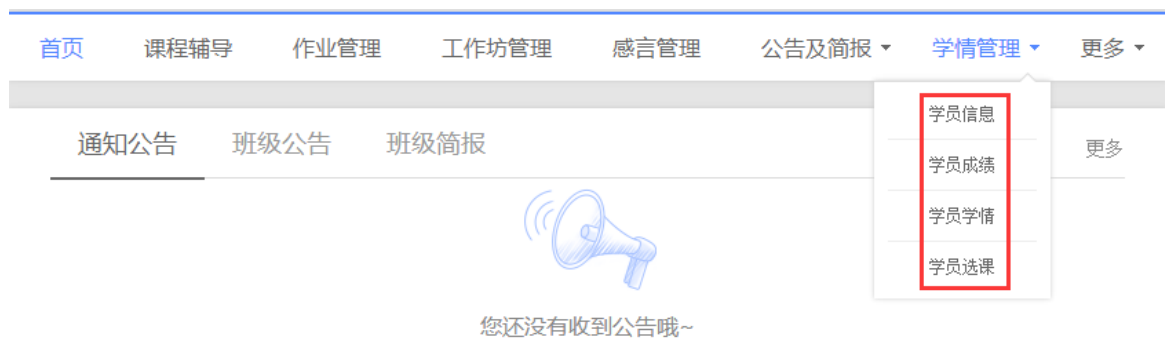 首页 课程辅导 作业管理 工作坊管理 感言管理 公告及简报 学情管理 更多
通知公告 班级公告 班级简报 更多
学员信息
学员成绩
学员学情
学员选课
您还没有收到公告哦~